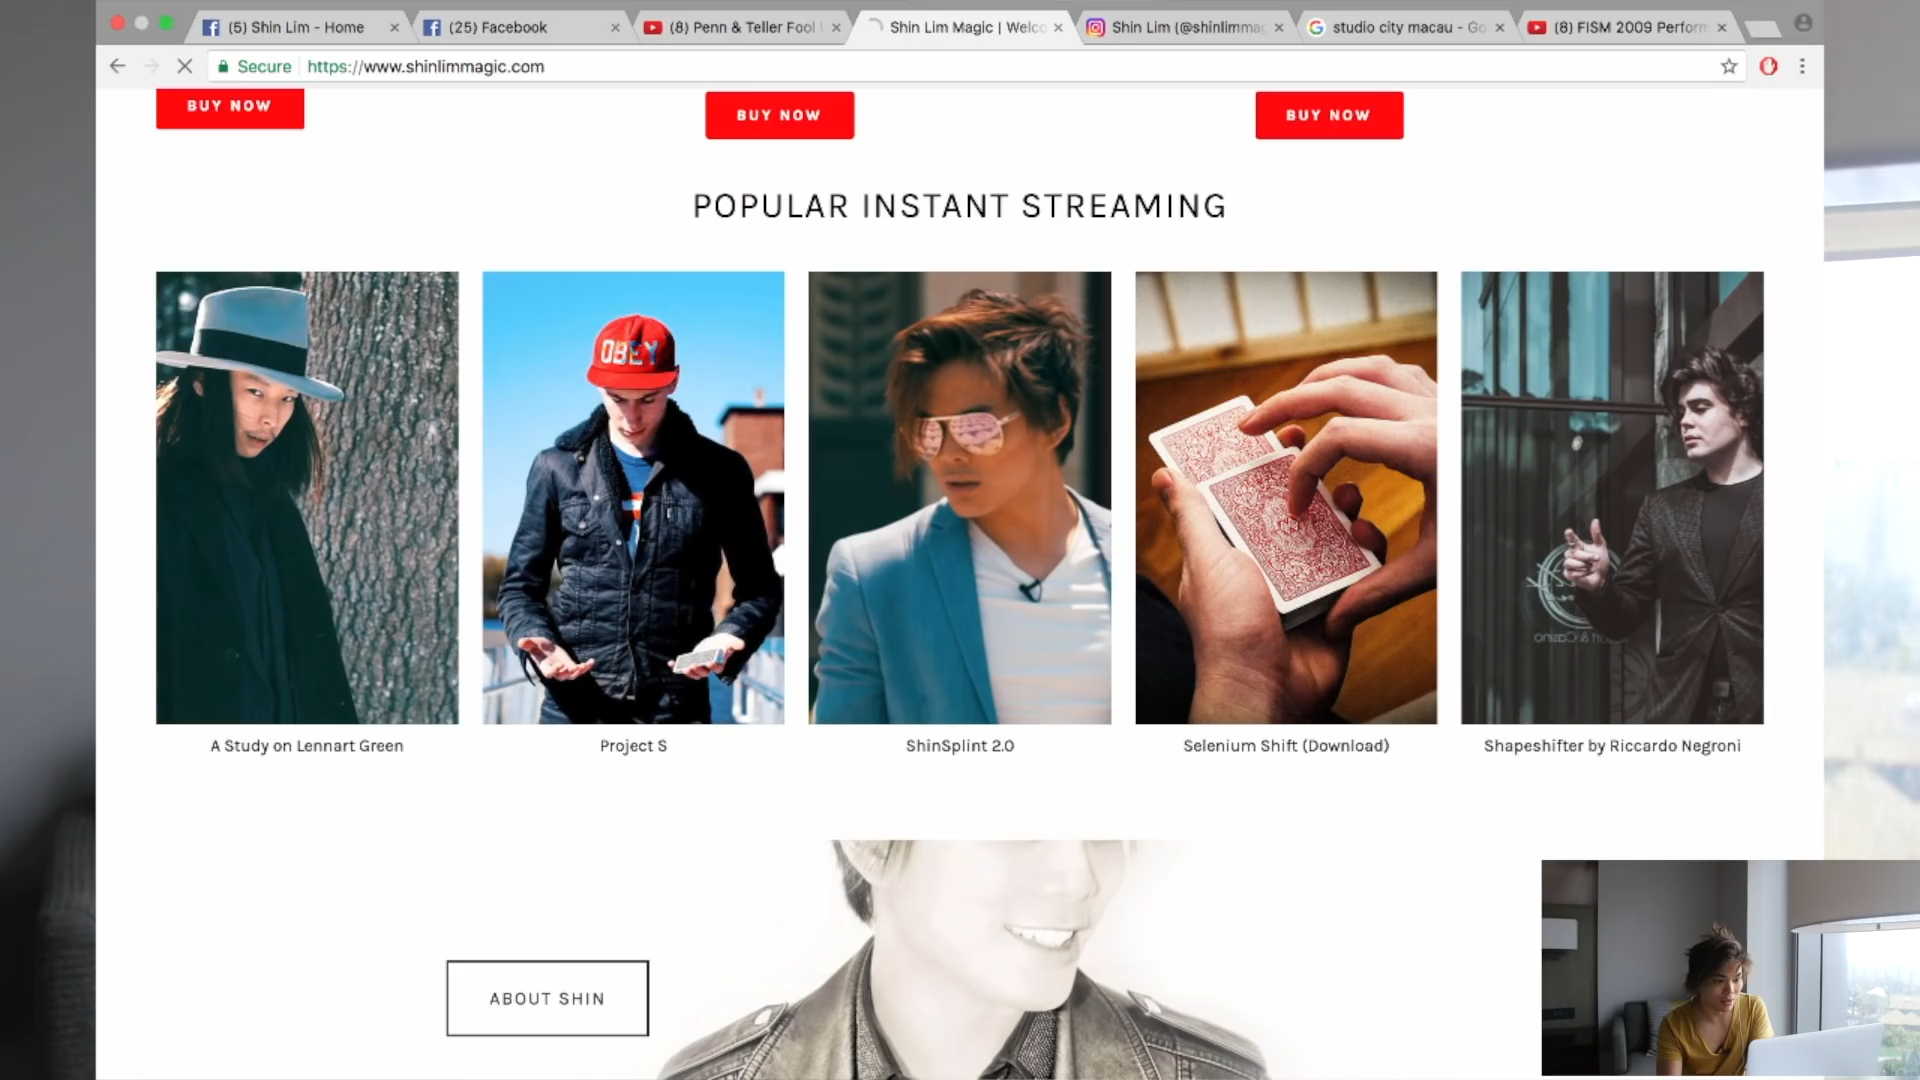 (5) Shin Lim - Home
(25) Facebook
(8) Penn & Teller Fool
Shin Lim Magic | Welco
Shin Lim (@shinlimmag
studio city macau - Go
(8) FISM 2009 Perform
Secure
https://www.shinlimmagic.com
BUY NOW
BUY NOW
BUY NOW
POPULAR INSTANT STREAMING
OBEY
A Study on Lennart Green
Project S
ShinSplint 2.0
Selenium Shift (Download)
Shapeshifter by Riccardo Negroni
ABOUT SHIN